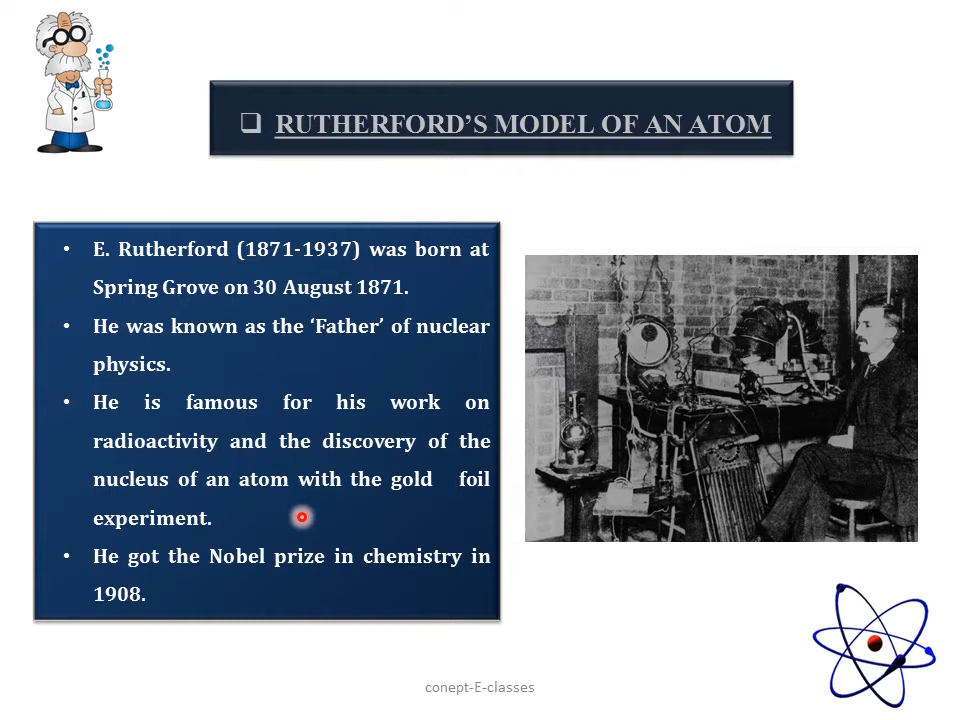 ❑ RUTHERFORD’S MODEL OF AN ATOM
• E. Rutherford (1871-1937) was born at
Spring Grove on 30 August 1871.
• He was known as the ‘Father’ of nuclear
physics.
• He is famous for his work on
radioactivity and the discovery of the
nucleus of an atom with the gold foil
experiment.
• He got the Nobel prize in chemistry in
1908.
conept-E-classes